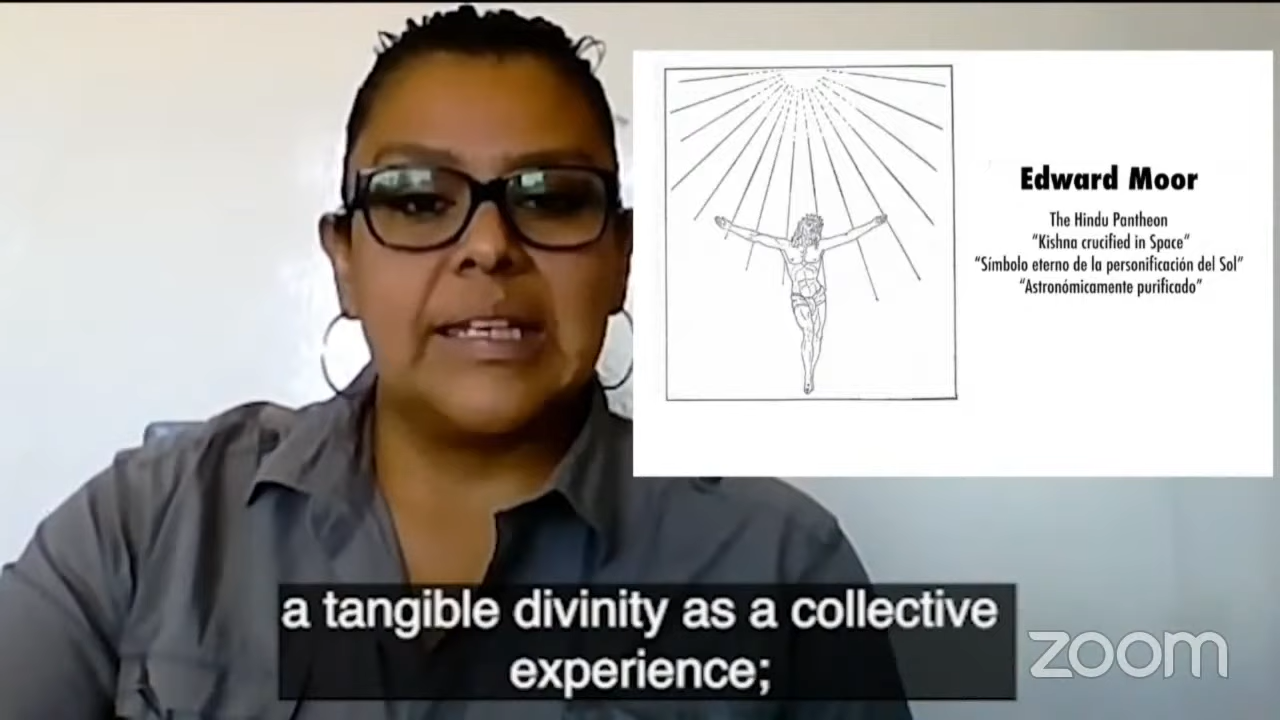 Edward Moor
The Hindu Pantheon
"Kishna crucified in Space"
"Símbolo eterno de la personificación del Sol"
"Astronómicamente purificado"
a tangible divinity as a collective
experience;
zoom